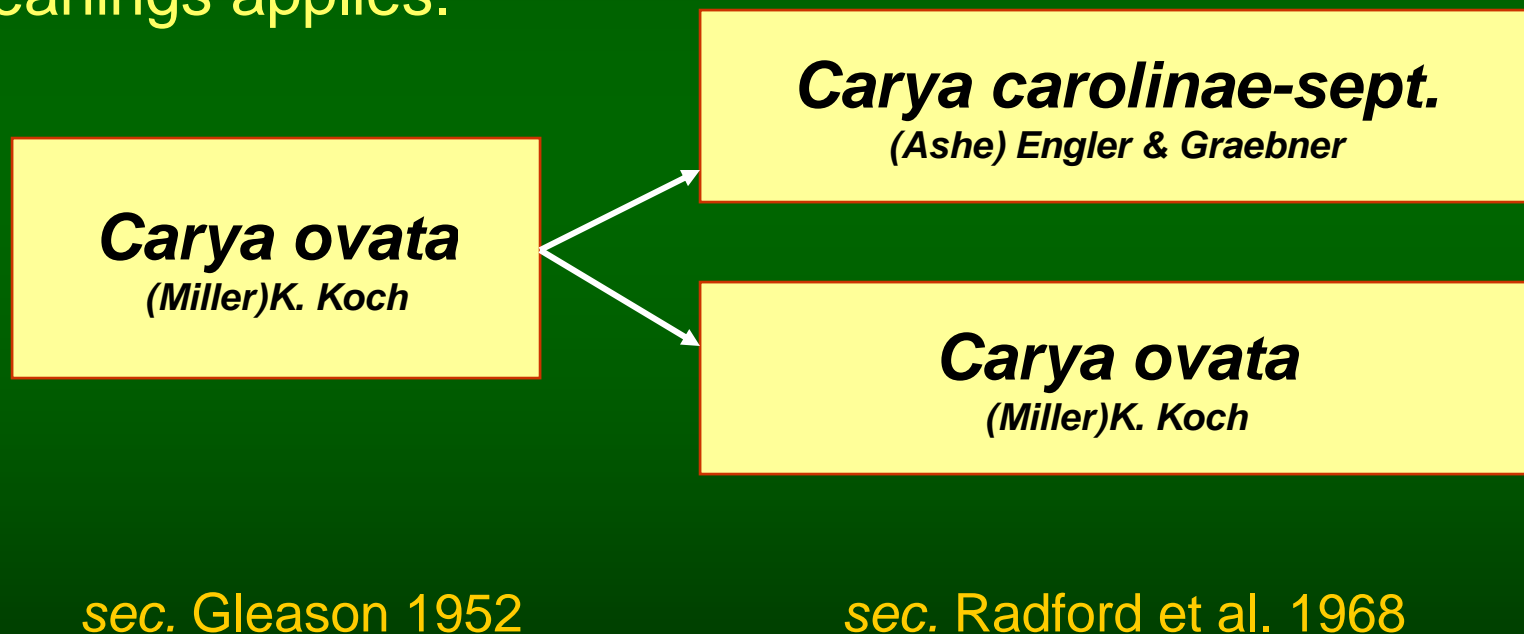 applies.
Carya carolinae-sept.
(Ashe) Engler & Graebner
Carya ovata
(Miller)K. Koch
Carya ovata
(Miller)K. Koch
sec. Gleason 1952
sec. Radford et al. 1968